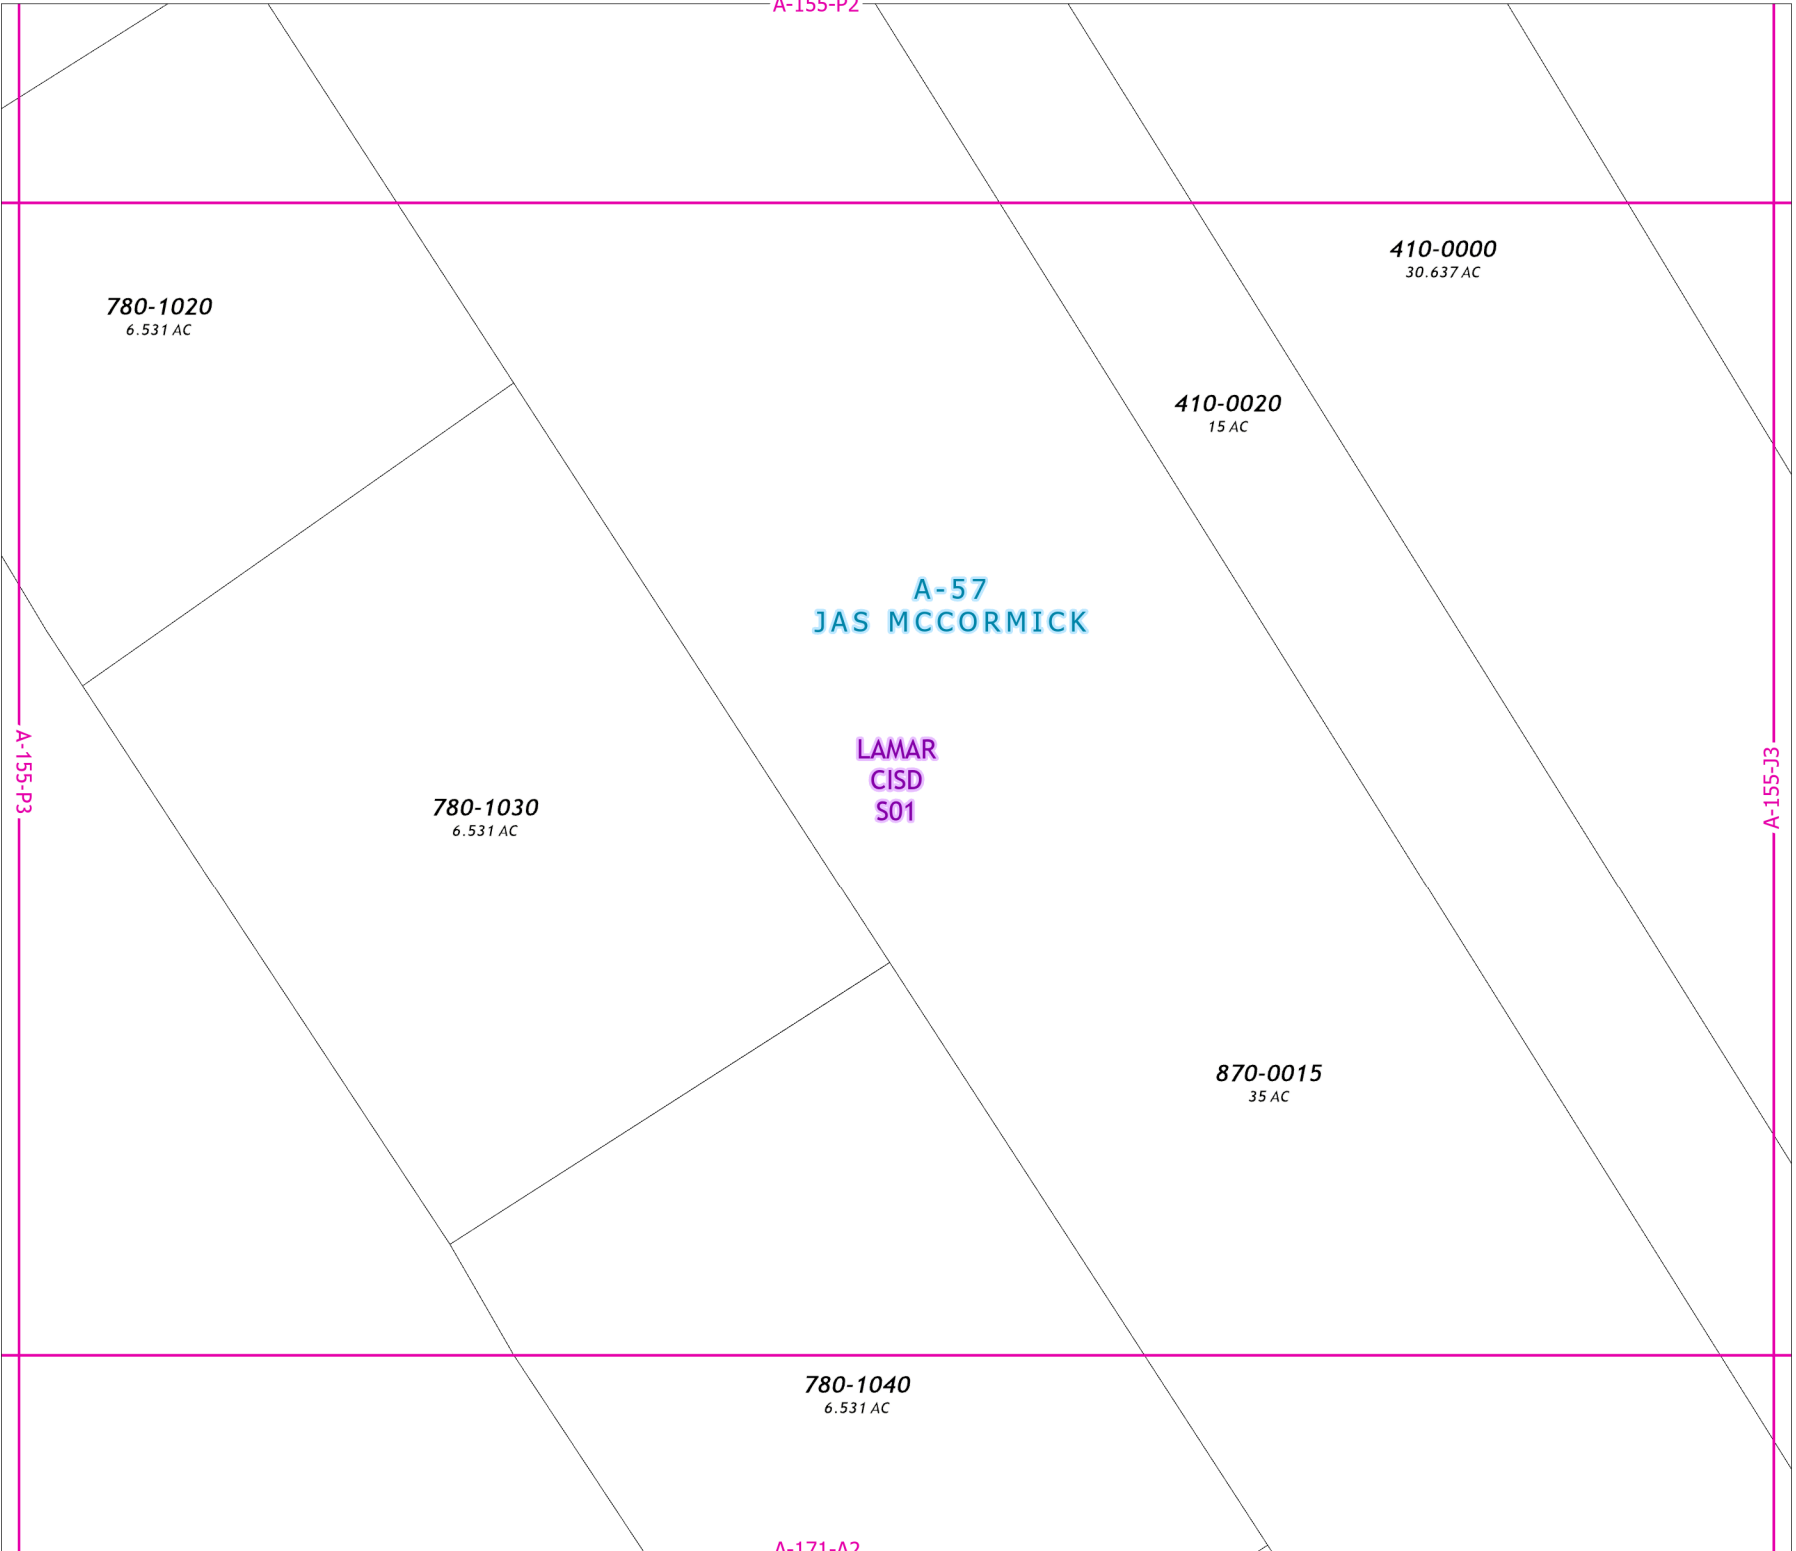 A-155-P2
410-0000
30.637 AC
780-1020
6.531 AC
410-0020
15 AC
A-57
JAS MCCORMICK
LAMAR
CISD
S01
A-155-P3
A-155-J3
780-1030
6.531 AC
870-0015
35 AC
780-1040
6.531 AC
A-171-A2